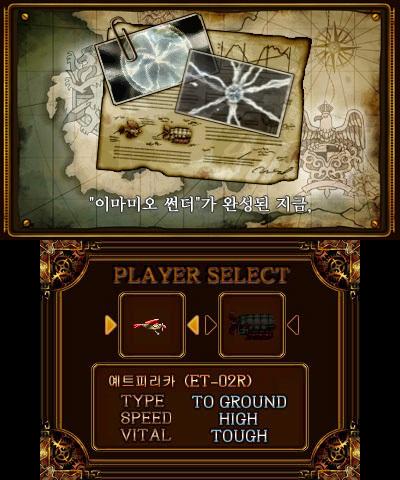 "이마미오 썬더"가 완성된 지금,
PLAYER SELECT
예트피리카 (ET-02R)
TYPE TO GROUND
SPEED HIGH
VITAL TOUGH